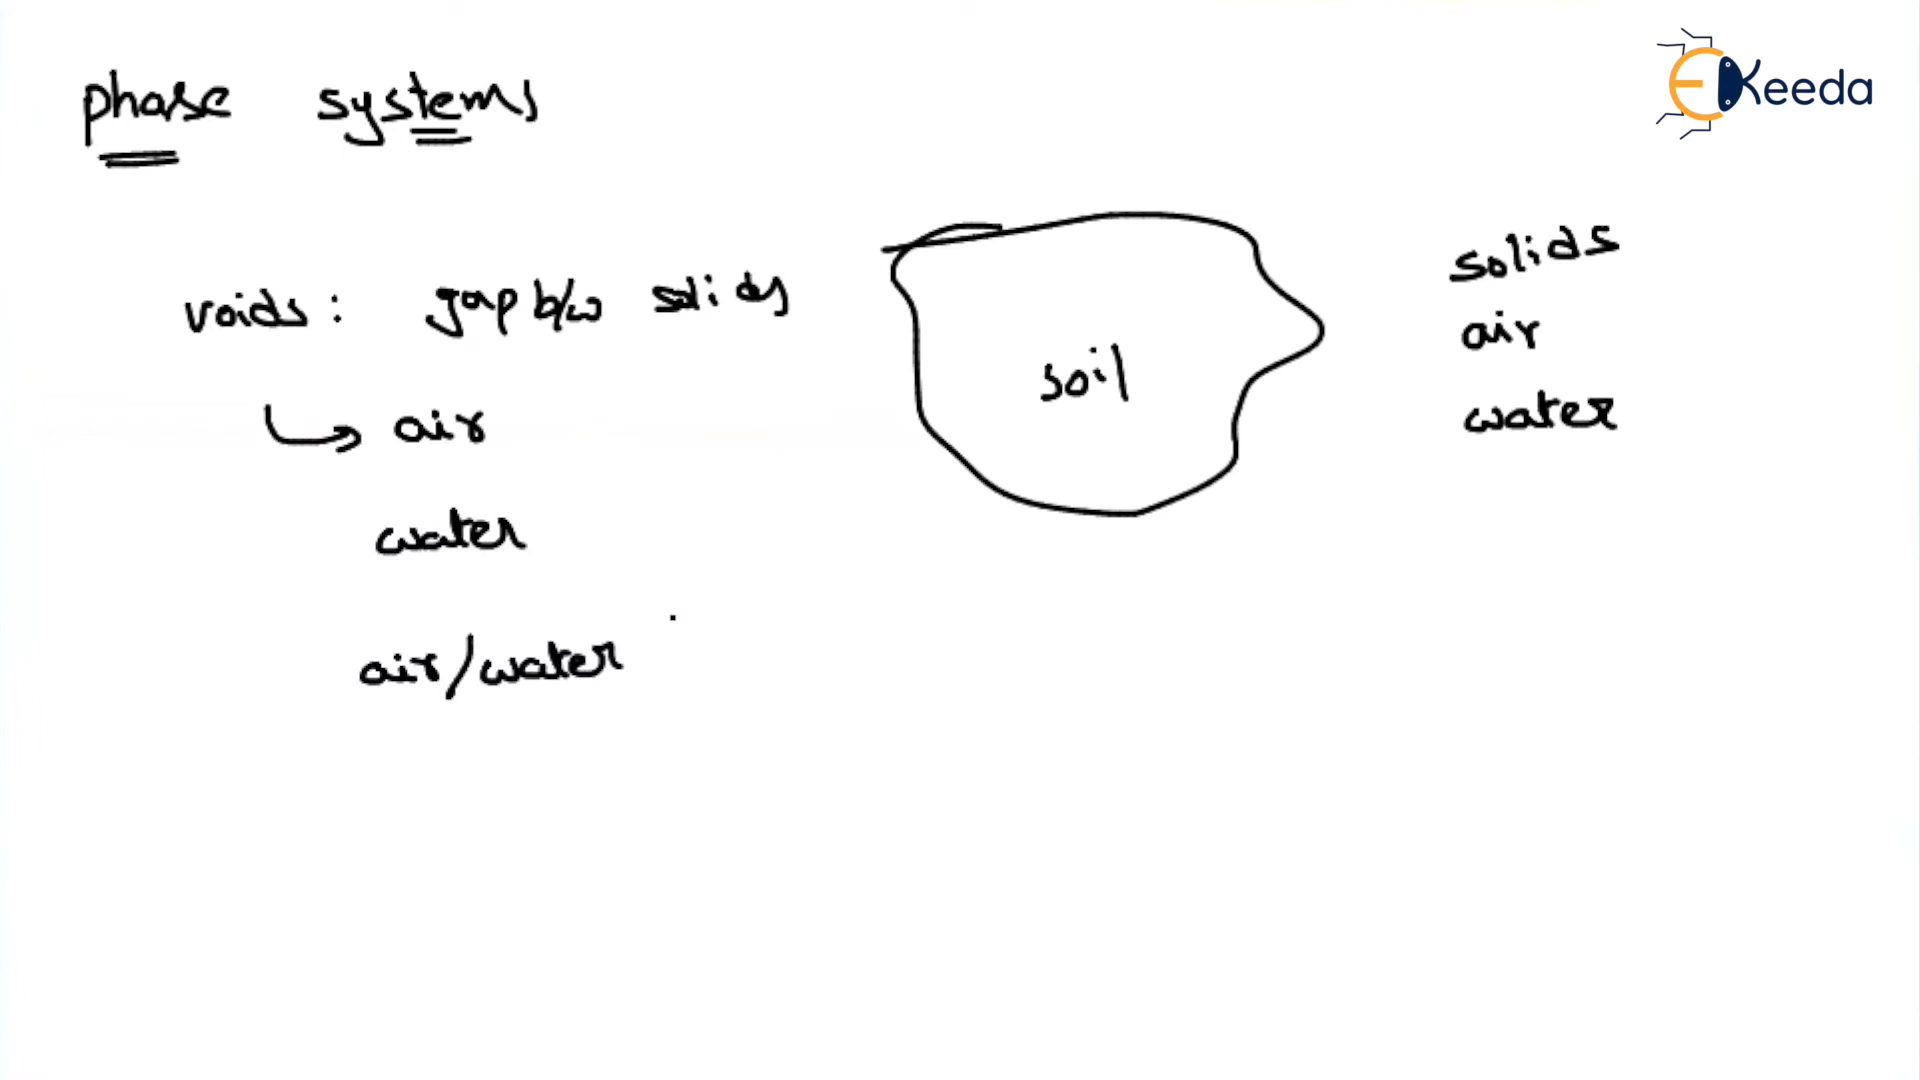 phase systems
EKeeda
voids : gap b/w solids
air
water
air/water
soil
solids
air
water